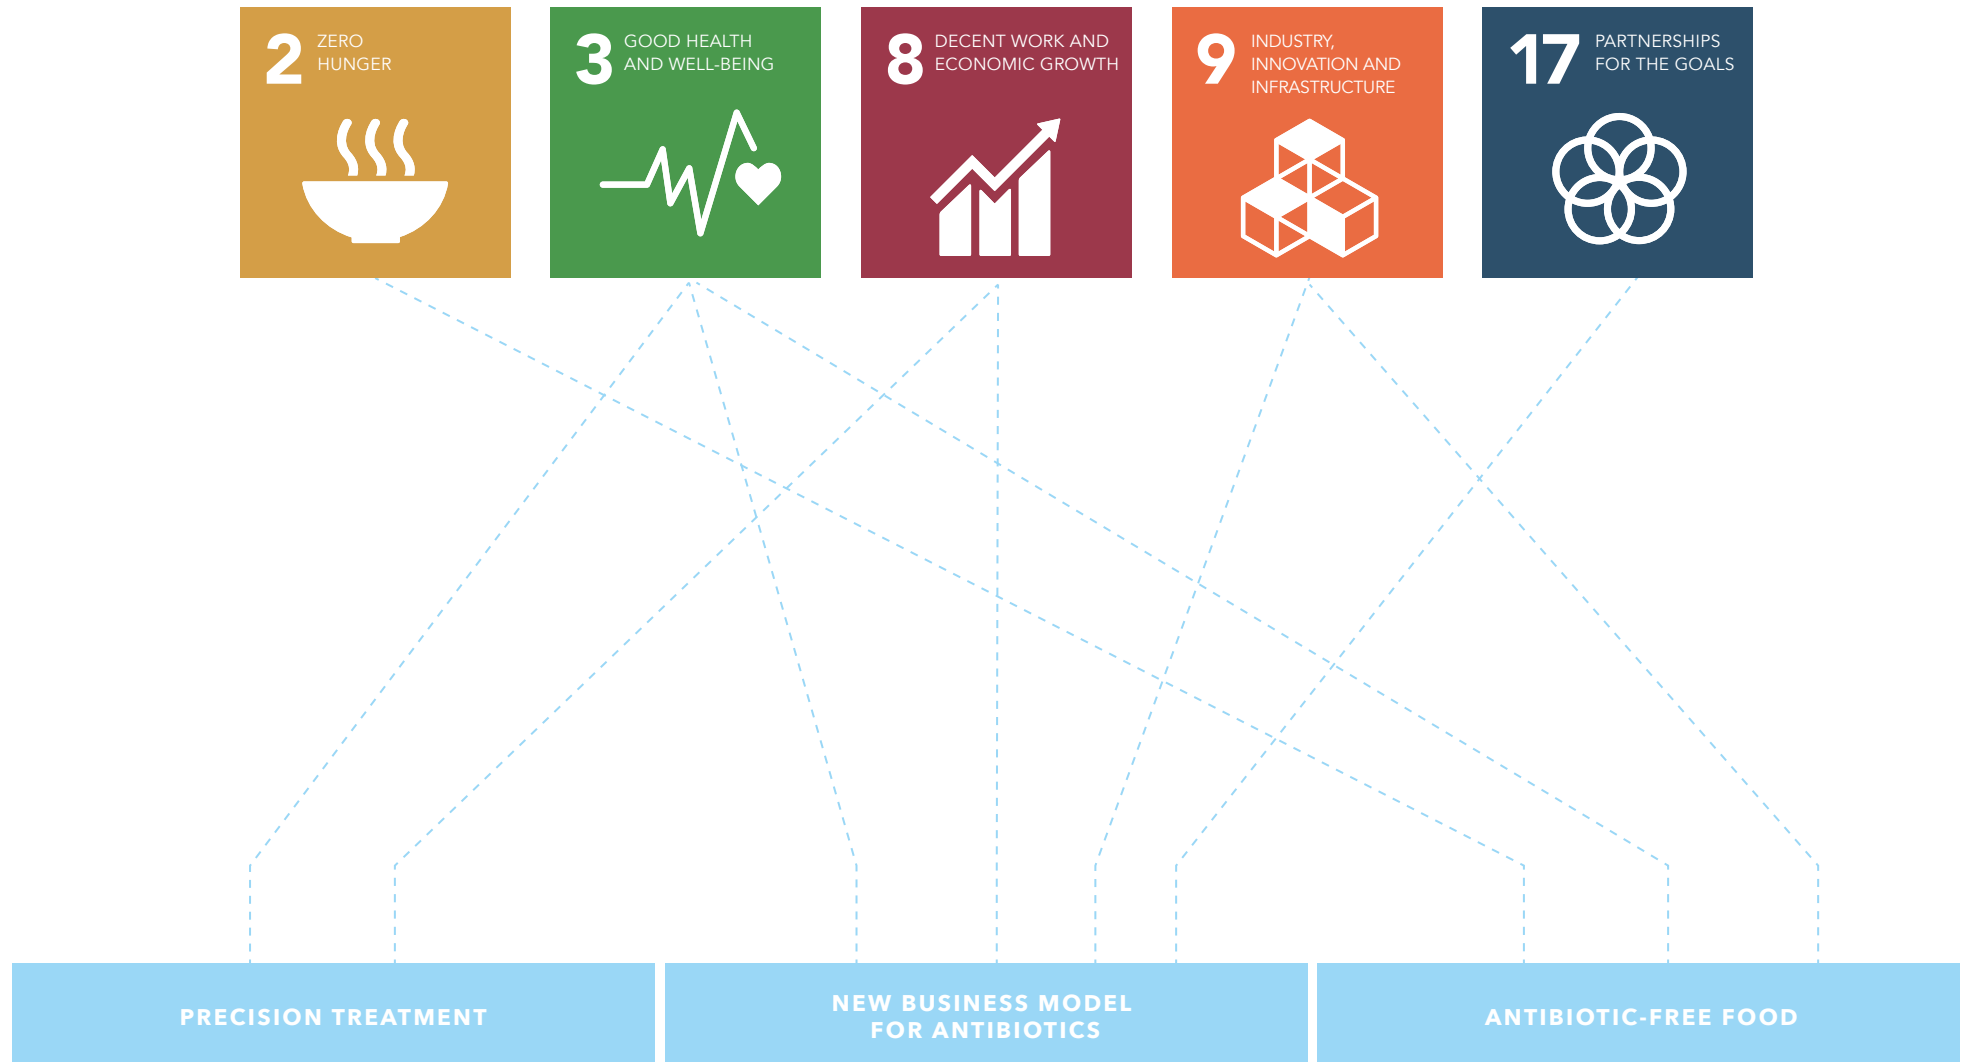 2
ZERO
HUNGER
3
GOOD HEALTH
AND WELL-BEING
8
DECENT WORK AND
ECONOMIC GROWTH
9
INDUSTRY,
INNOVATION AND
INFRASTRUCTURE
17
PARTNERSHIPS
FOR THE GOALS
PRECISION TREATMENT
NEW BUSINESS MODEL
FOR ANTIBIOTICS
ANTIBIOTIC-FREE FOOD